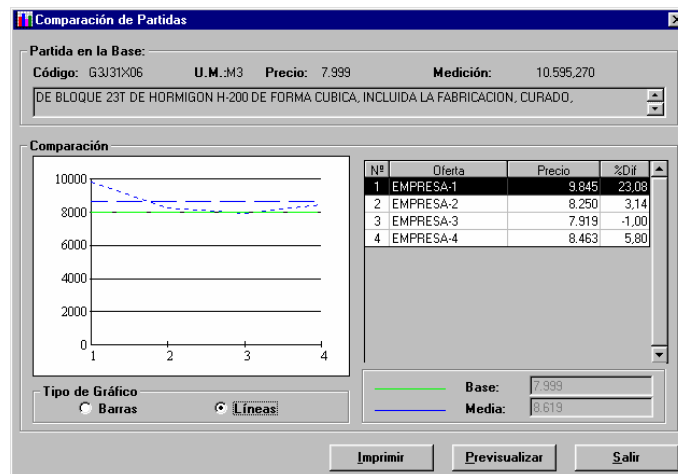 Comparación de Partidas
Partida en la Base:
Código: G3J31X06 U.M.:M3 Precio: 7.999 Medición: 10.595,270
DE BLOQUE 23T DE HORMIGON H-200 DE FORMA CUBICA, INCLUIDA LA FABRICACION, CURADO,
Comparación
10000
8000
6000
4000
2000
0
1 2 3 4
Nº Oferta Precio %Dif
1 EMPRESA-1 9.845 23,08
2 EMPRESA-2 8.250 3,14
3 EMPRESA-3 7.919 -1,00
4 EMPRESA-4 8.463 5,80
Tipo de Gráfico
Barras Líneas
Base: 7.999
Media: 8.619
Imprimir Previsualizar Salir